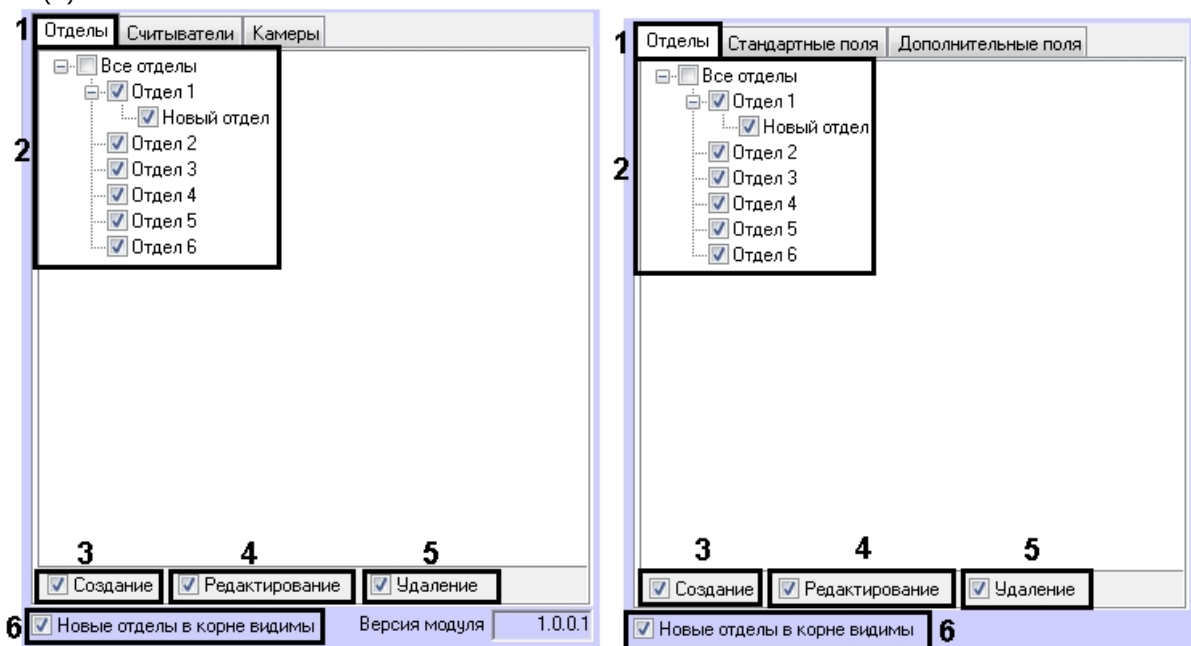 1 Отделы Считыватели Камеры
Все отделы
Отдел 1
Новый отдел
2 Отдел 2
Отдел 3
Отдел 4
Отдел 5
Отдел 6
3 4 5
Создание Редактирование Удаление
6 Новые отделы в корне видимы Версия модуля 1.0.0.1
1 Отделы Стандартные поля Дополнительные поля
Все отделы
Отдел 1
Новый отдел
2 Отдел 2
Отдел 3
Отдел 4
Отдел 5
Отдел 6
3 4 5
Создание Редактирование Удаление
Новые отделы в корне видимы 6